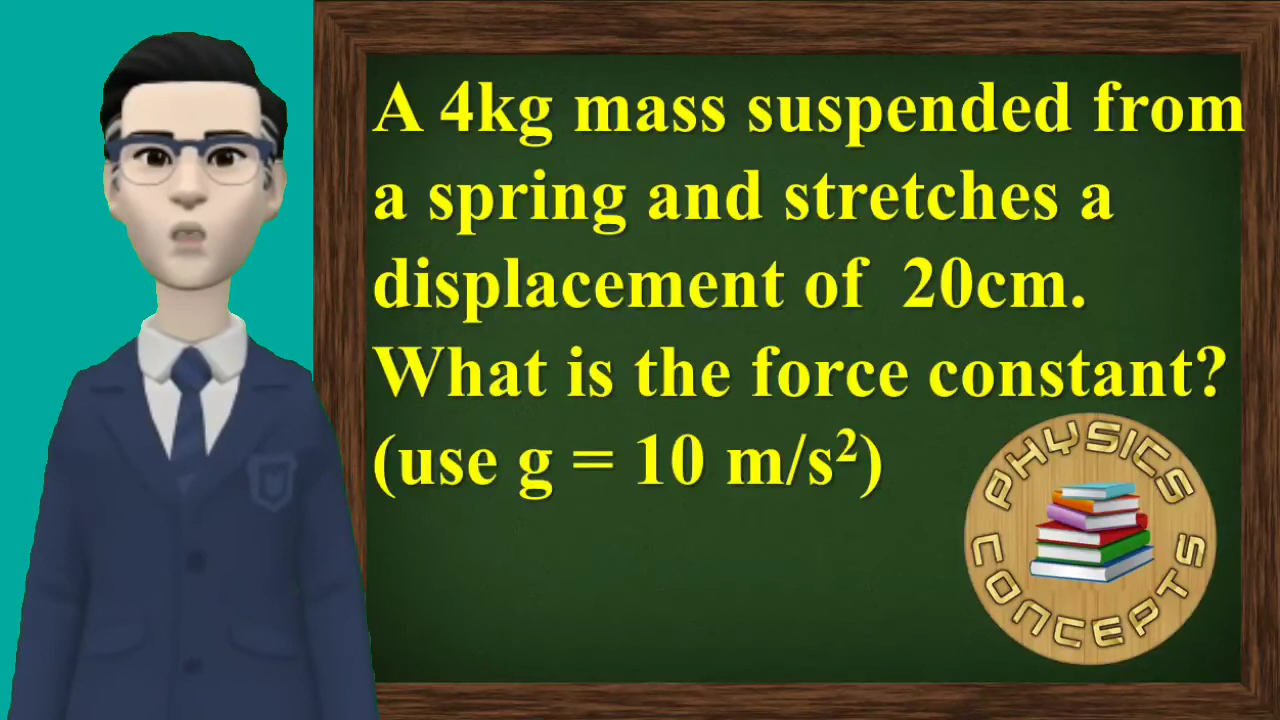 A 4kg mass suspended from
a spring and stretches a
displacement of 20cm.
What is the force constant?
(use g = 10 m/s²)
PHYSICS
CONCEPTS